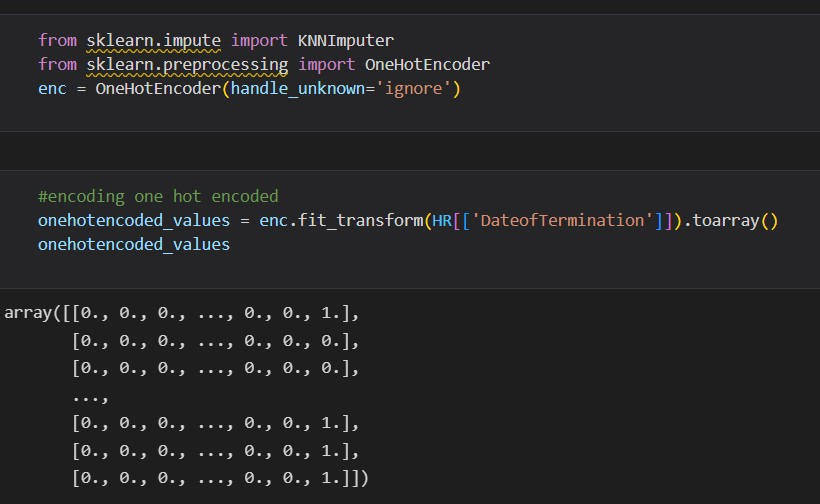 from sklearn.impute import KNNImputer
from sklearn.preprocessing import OneHotEncoder
enc = OneHotEncoder(handle_unknown='ignore')
#encoding one hot encoded
onehotencoded_values = enc.fit_transform(HR[['DateofTermination']]).toarray()
onehotencoded_values
array([[0., 0., 0., ..., 0., 0., 1.],
[0., 0., 0., ..., 0., 0., 0.],
[0., 0., 0., ..., 0., 0., 0.],
...,
[0., 0., 0., ..., 0., 0., 1.],
[0., 0., 0., ..., 0., 0., 1.],
[0., 0., 0., ..., 0., 0., 1.]])